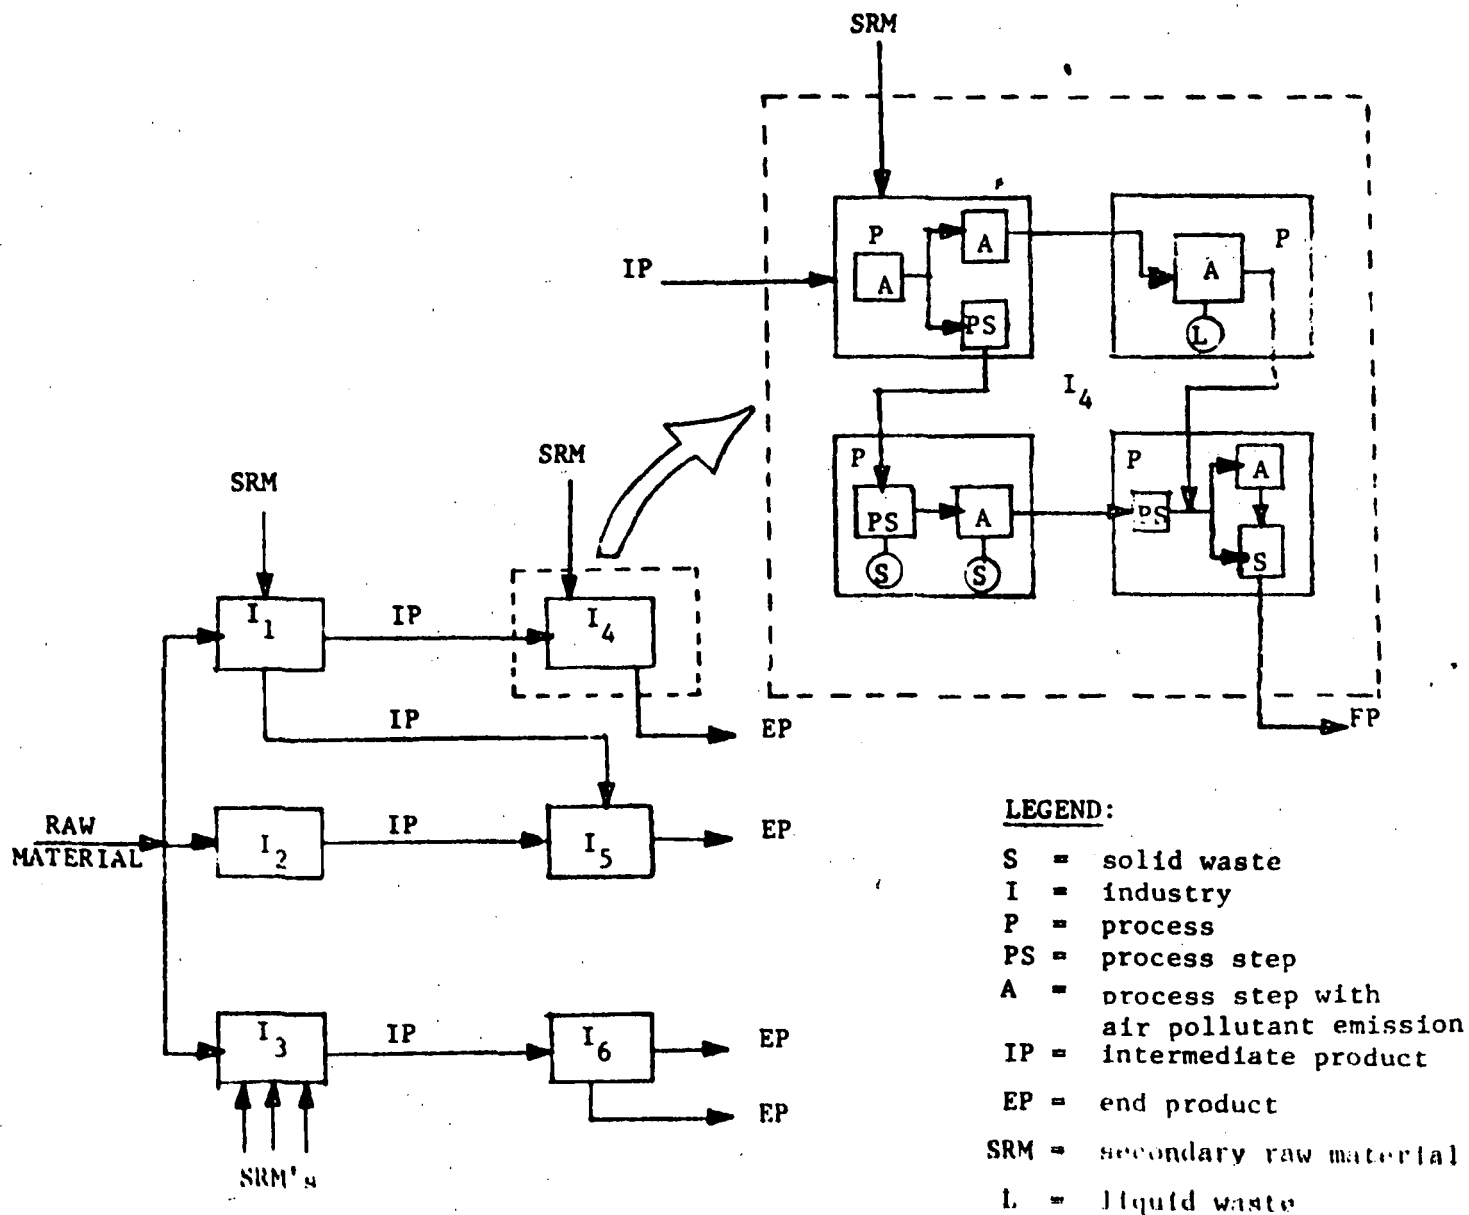 SRM
P
A
A
P
IP
A
PS
L
I4
SRM
P
P
A
SRM
PS
A
PS
S
S
S
I1
IP
I4
IP
EP
FP
RAW
MATERIAL
I2
IP
I5
EP
LEGEND:
S = solid waste
I = industry
P = process
PS = process step
A = process step with
air pollutant emission
IP = intermediate product
EP = end product
SRM = secondary raw material
L = liquid waste
I3
IP
I6
EP
EP
SRM's